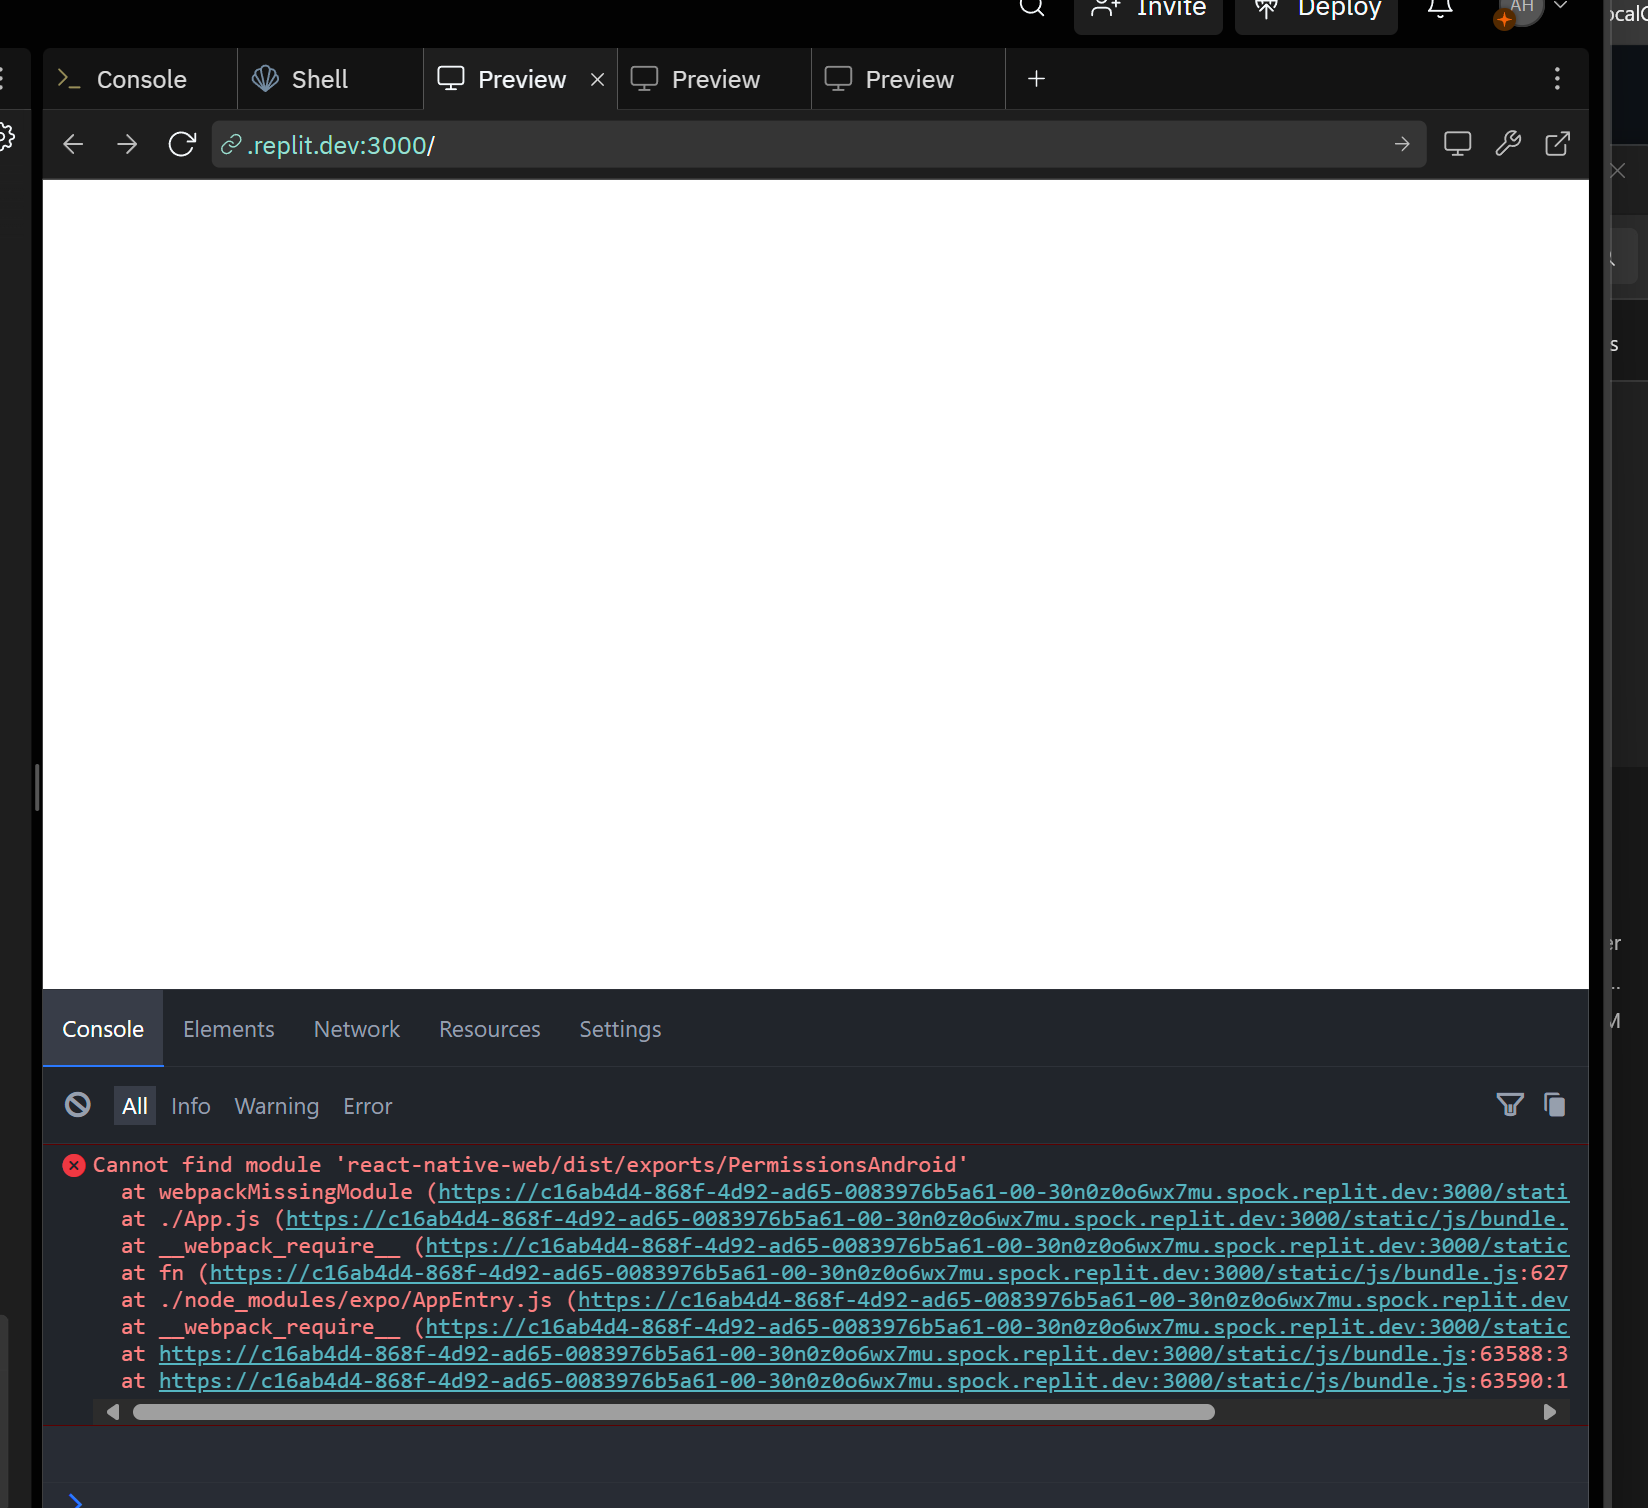 Invite
Deploy
AH
Console
Shell
Preview
Preview
Preview
.replit.dev:3000/
Console
Elements
Network
Resources
Settings
All
Info
Warning
Error
Cannot find module 'react-native-web/dist/exports/PermissionsAndroid'
at webpackMissingModule (https://c16ab4d4-868f-4d92-ad65-0083976b5a61-00-30n0z0o6wx7mu.spock.replit.dev:3000/stati
at ./App.js (https://c16ab4d4-868f-4d92-ad65-0083976b5a61-00-30n0z0o6wx7mu.spock.replit.dev:3000/static/js/bundle.
at __webpack_require__ (https://c16ab4d4-868f-4d92-ad65-0083976b5a61-00-30n0z0o6wx7mu.spock.replit.dev:3000/static
at fn (https://c16ab4d4-868f-4d92-ad65-0083976b5a61-00-30n0z0o6wx7mu.spock.replit.dev:3000/static/js/bundle.js:627
at ./node_modules/expo/AppEntry.js (https://c16ab4d4-868f-4d92-ad65-0083976b5a61-00-30n0z0o6wx7mu.spock.replit.dev
at __webpack_require__ (https://c16ab4d4-868f-4d92-ad65-0083976b5a61-00-30n0z0o6wx7mu.spock.replit.dev:3000/static
at https://c16ab4d4-868f-4d92-ad65-0083976b5a61-00-30n0z0o6wx7mu.spock.replit.dev:3000/static/js/bundle.js:63588:3
at https://c16ab4d4-868f-4d92-ad65-0083976b5a61-00-30n0z0o6wx7mu.spock.replit.dev:3000/static/js/bundle.js:63590:1